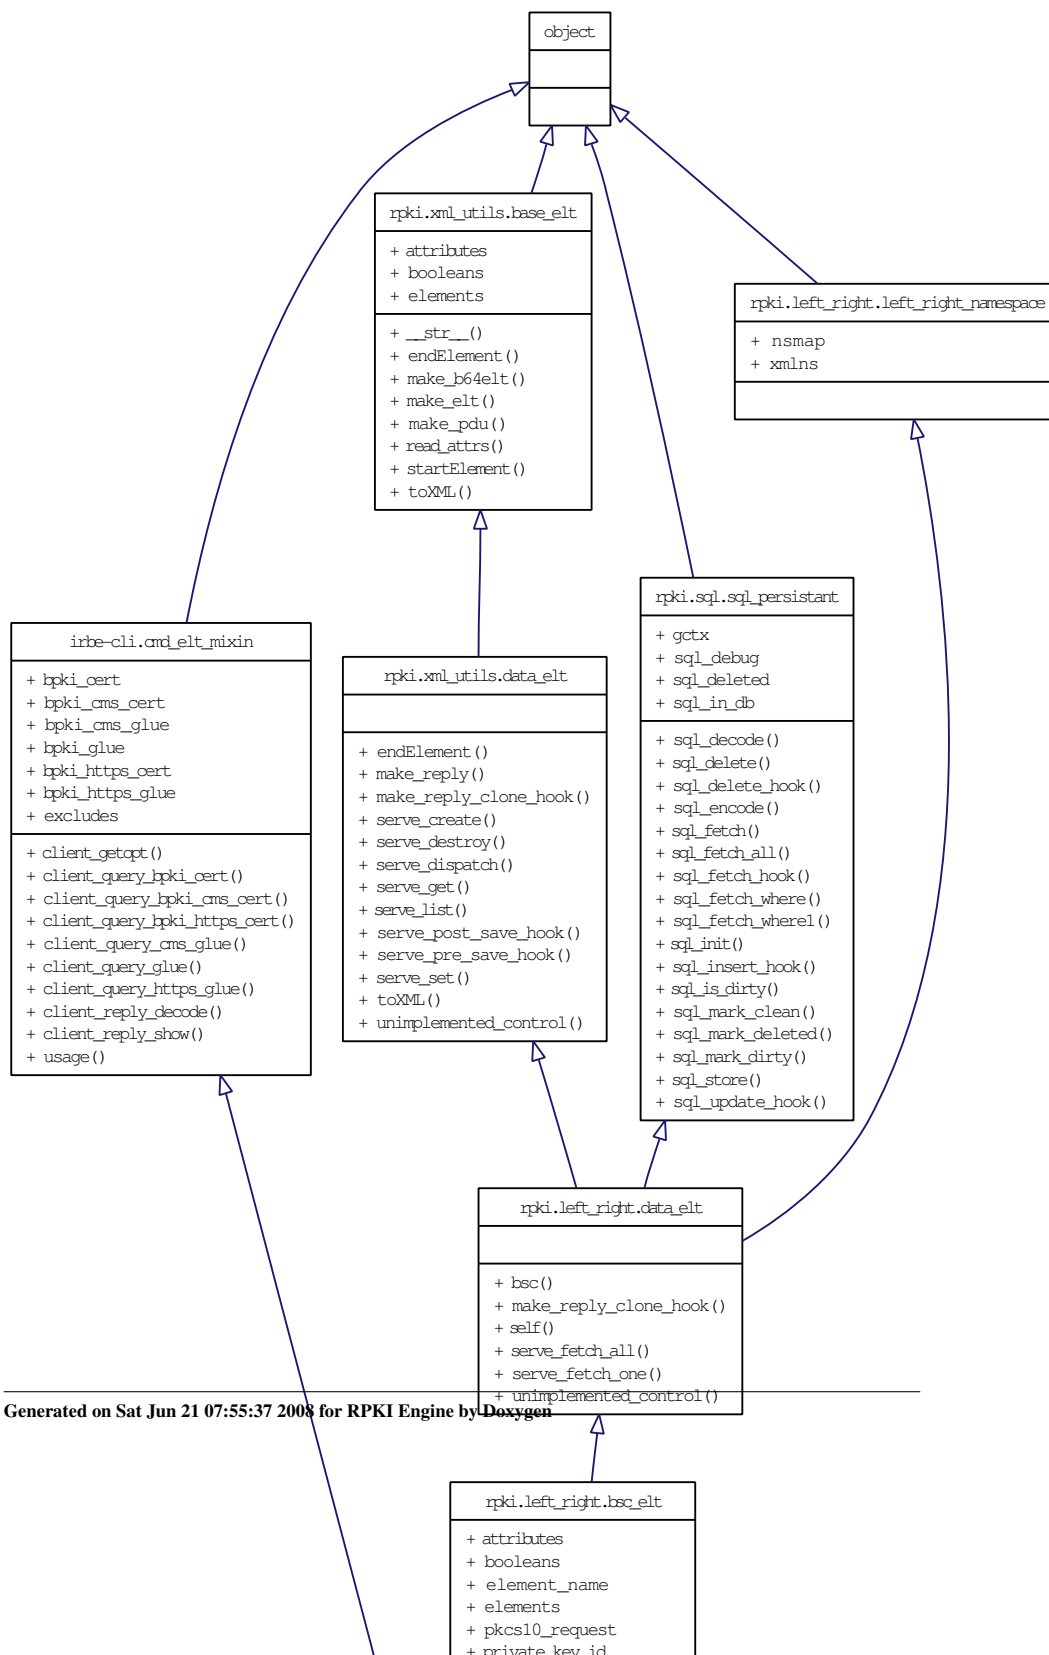 object
rpki.xml_utils.base_elt
+ attributes
+ booleans
+ elements
+ __str__()
+ endElement()
+ make_b64elt()
+ make_elt()
+ make_pdu()
+ read_attrs()
+ startElement()
+ toXML()
rpki.left_right.left_right_namespace
+ nsmap
+ xmlns
rpki.sql.sql_persistant
+ gctx
+ sql_debug
+ sql_deleted
+ sql_in_db
+ sql_decode()
+ sql_delete()
+ sql_delete_hook()
+ sql_encode()
+ sql_fetch()
+ sql_fetch_all()
+ sql_fetch_hook()
+ sql_fetch_where()
+ sql_fetch_where1()
+ sql_init()
+ sql_insert_hook()
+ sql_is_dirty()
+ sql_mark_clean()
+ sql_mark_deleted()
+ sql_mark_dirty()
+ sql_store()
+ sql_update_hook()
irbe-cli.cmd_elt_mixin
+ bpki_cert
+ bpki_cms_cert
+ bpki_cms_glue
+ bpki_glue
+ bpki_https_cert
+ bpki_https_glue
+ excludes
+ client_getopt()
+ client_query_bpki_cert()
+ client_query_bpki_cms_cert()
+ client_query_bpki_https_cert()
+ client_query_cms_glue()
+ client_query_glue()
+ client_query_https_glue()
+ client_reply_decode()
+ client_reply_show()
+ usage()
rpki.xml_utils.data_elt
+ endElement()
+ make_reply()
+ make_reply_clone_hook()
+ serve_create()
+ serve_destroy()
+ serve_dispatch()
+ serve_get()
+ serve_list()
+ serve_post_save_hook()
+ serve_pre_save_hook()
+ serve_set()
+ toXML()
+ unimplemented_control()
rpki.left_right.data_elt
+ bsc()
+ make_reply_clone_hook()
+ self()
+ serve_fetch_all()
+ serve_fetch_one()
+ unimplemented_control()
Generated on Sat Jun 21 07:55:37 2008 for RPKI Engine by Doxygen
rpki.left_right.bsc_elt
+ attributes
+ booleans
+ element_name
+ elements
+ pkcs10_request
+ private_key_id